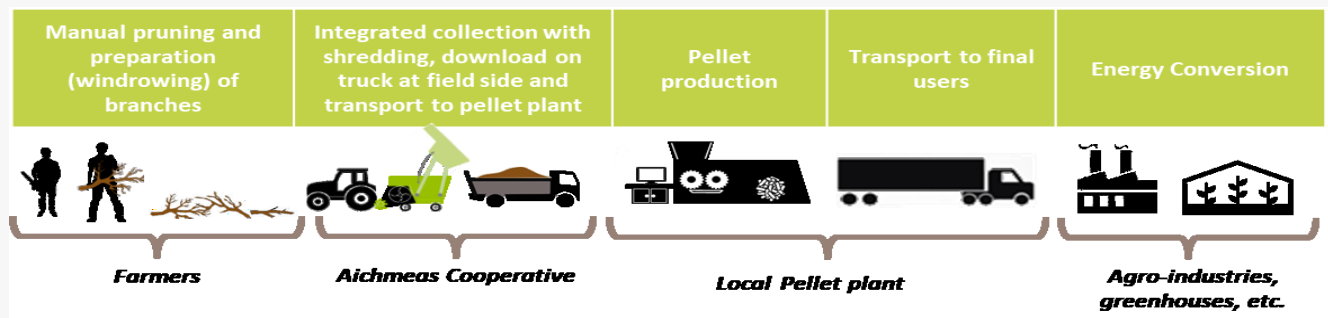 Manual pruning and
preparation
(windrowing) of
branches
Integrated collection with
shredding, download on
truck at field side and
transport to pellet plant
Pellet
production
Transport to final
users
Energy Conversion
Farmers
Aichmeas Cooperative
Local Pellet plant
Agro-industries,
greenhouses, etc.